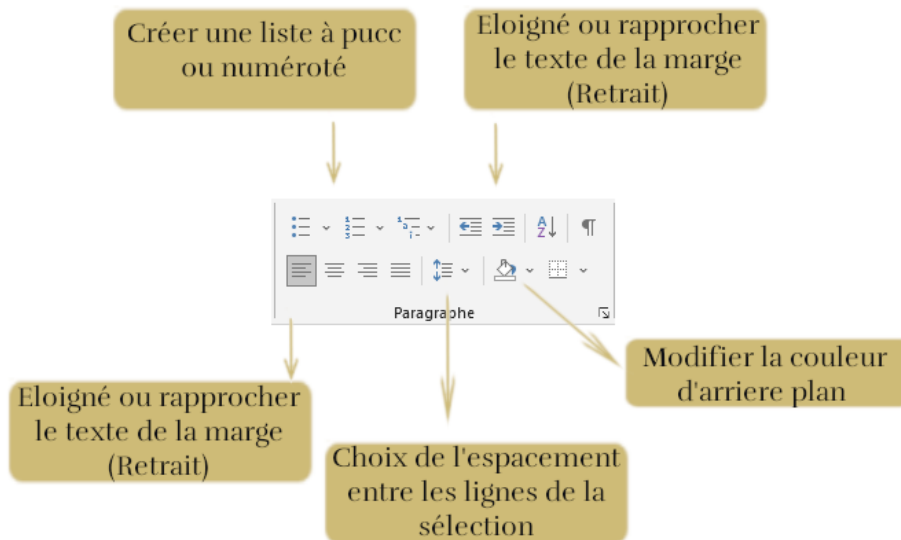 Créer une liste à pucc
ou numéroté
Eloigné ou rapprocher
le texte de la marge
(Retrait)
Paragraphe
Modifier la couleur
d'arriere plan
Eloigné ou rapprocher
le texte de la marge
(Retrait)
Choix de l'espacement
entre les lignes de la
sélection